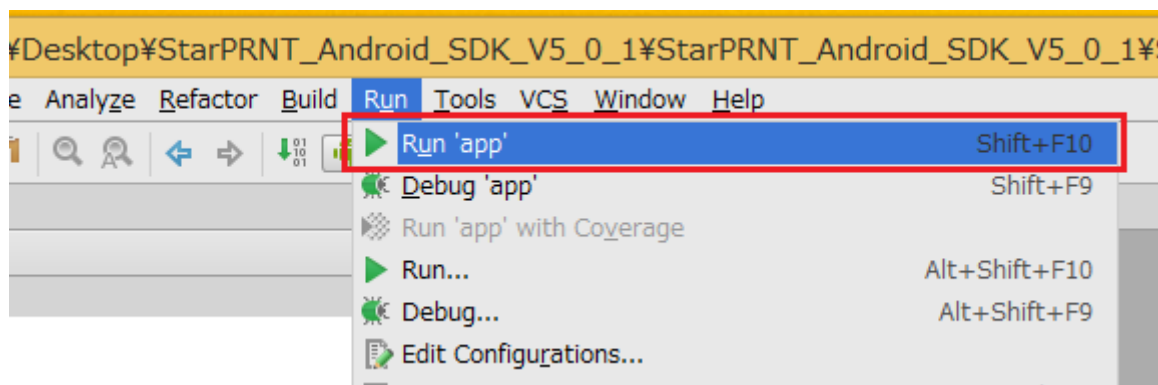 ¥Desktop¥StarPRNT_Android_SDK_V5_0_1¥StarPRNT_Android_SDK_V5_0_1¥
Analyze Refactor Build Run Tools VCS Window Help
Run 'app' Shift+F10
Debug 'app' Shift+F9
Run 'app' with Coverage
Run... Alt+Shift+F10
Debug... Alt+Shift+F9
Edit Configurations...